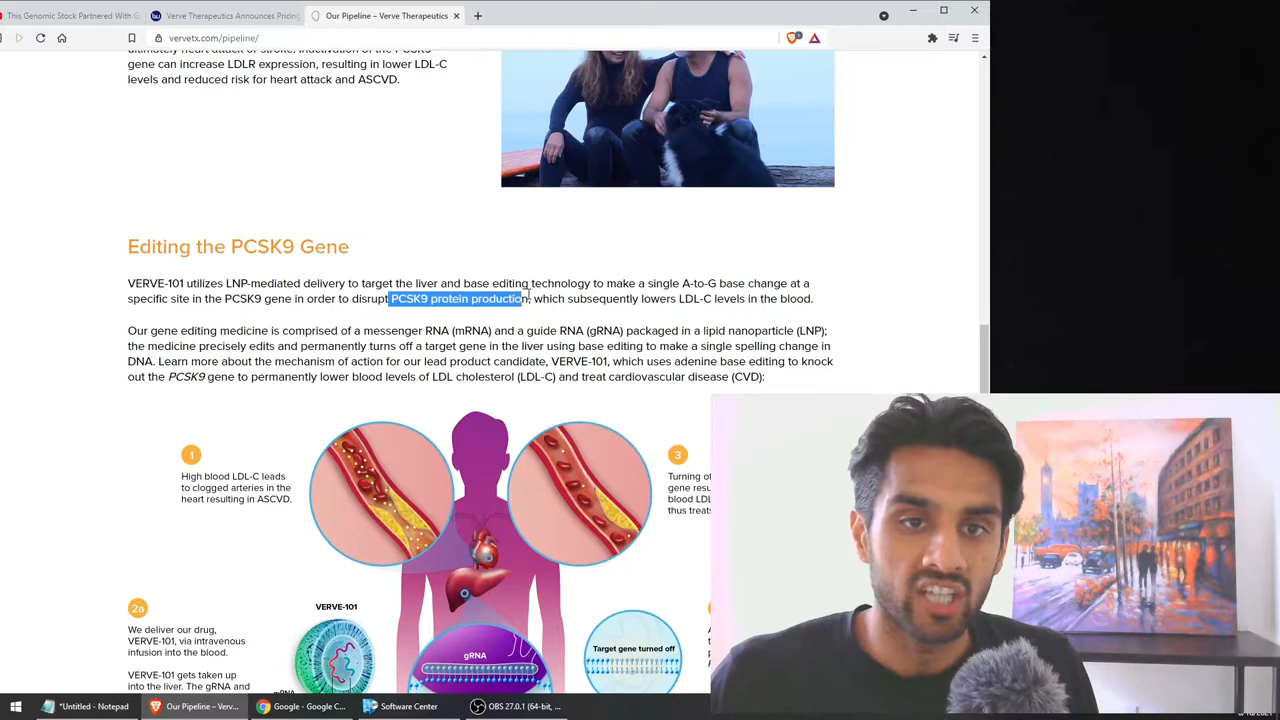 This Genomic Stock Partnered With G
Verve Therapeutics Announces Pricing
Our Pipeline – Verve Therapeutics
vervetx.com/pipeline/
gene can increase LDLR expression, resulting in lower LDL-C
levels and reduced risk for heart attack and ASCVD.
Editing the PCSK9 Gene
VERVE-101 utilizes LNP-mediated delivery to target the liver and base editing technology to make a single A-to-G base change at a
specific site in the PCSK9 gene in order to disrupt PCSK9 protein production, which subsequently lowers LDL-C levels in the blood.
Our gene editing medicine is comprised of a messenger RNA (mRNA) and a guide RNA (gRNA) packaged in a lipid nanoparticle (LNP);
the medicine precisely edits and permanently turns off a target gene in the liver using base editing to make a single spelling change in
DNA. Learn more about the mechanism of action for our lead product candidate, VERVE-101, which uses adenine base editing to knock
out the PCSK9 gene to permanently lower blood levels of LDL cholesterol (LDL-C) and treat cardiovascular disease (CVD):
1
High blood LDL-C leads
to clogged arteries in the
heart resulting in ASCVD.
3
Turning of
gene resu
blood LDL
thus treats
2a
We deliver our drug,
VERVE-101, via intravenous
infusion into the blood.
VERVE-101 gets taken up
into the liver. The gRNA and
VERVE-101
gRNA
Target gene turned off
*Untitled - Notepad
Our Pipeline – Verv...
Google - Google C...
Software Center
OBS 27.0.1 (64-bit, ...